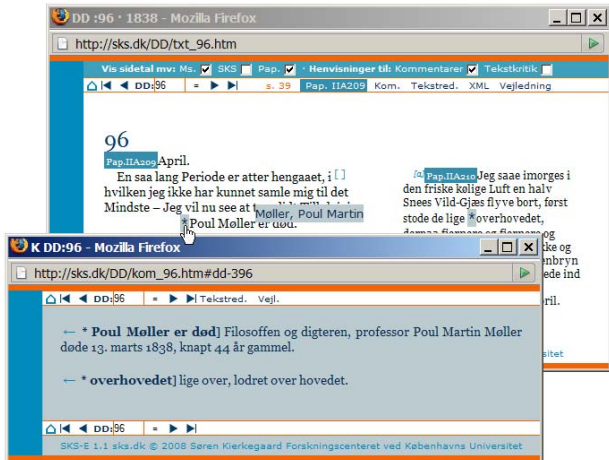 DD :96 · 1838 - Mozilla Firefox
http://sks.dk/DD/txt_96.htm
Vis sidetal mv: Ms. SKS Pap. · Henvisninger til: Kommentarer Tekstkritik
DD:96 = s. 39 Pap. IIA209 Kom. Tekstred. XML Vejledning
96
Pap.IIA209 April.
En saa lang Periode er atter hengaaet, i [ ]
hvilken jeg ikke har kunnet samle mig til det
Mindste – Jeg vil nu see at
Møller, Poul Martin
*Poul Møller er død.
[a] Pap.IIA210 Jeg saae imorges i
den friske kølige Luft en halv
Snees Vild-Gjæs flyve bort, først
stode de lige *overhovedet,
K DD:96 - Mozilla Firefox
http://sks.dk/DD/kom_96.htm#dd-396
DD:96 = Tekstred. Vejl.
← * Poul Møller er død] Filosoffen og digteren, professor Poul Martin Møller
døde 13. marts 1838, knapt 44 år gammel.
← * overhovedet] lige over, lodret over hovedet.
DD:96 =
SKS-E 1.1 sks.dk © 2008 Søren Kierkegaard Forskningscenteret ved Københavns Universitet